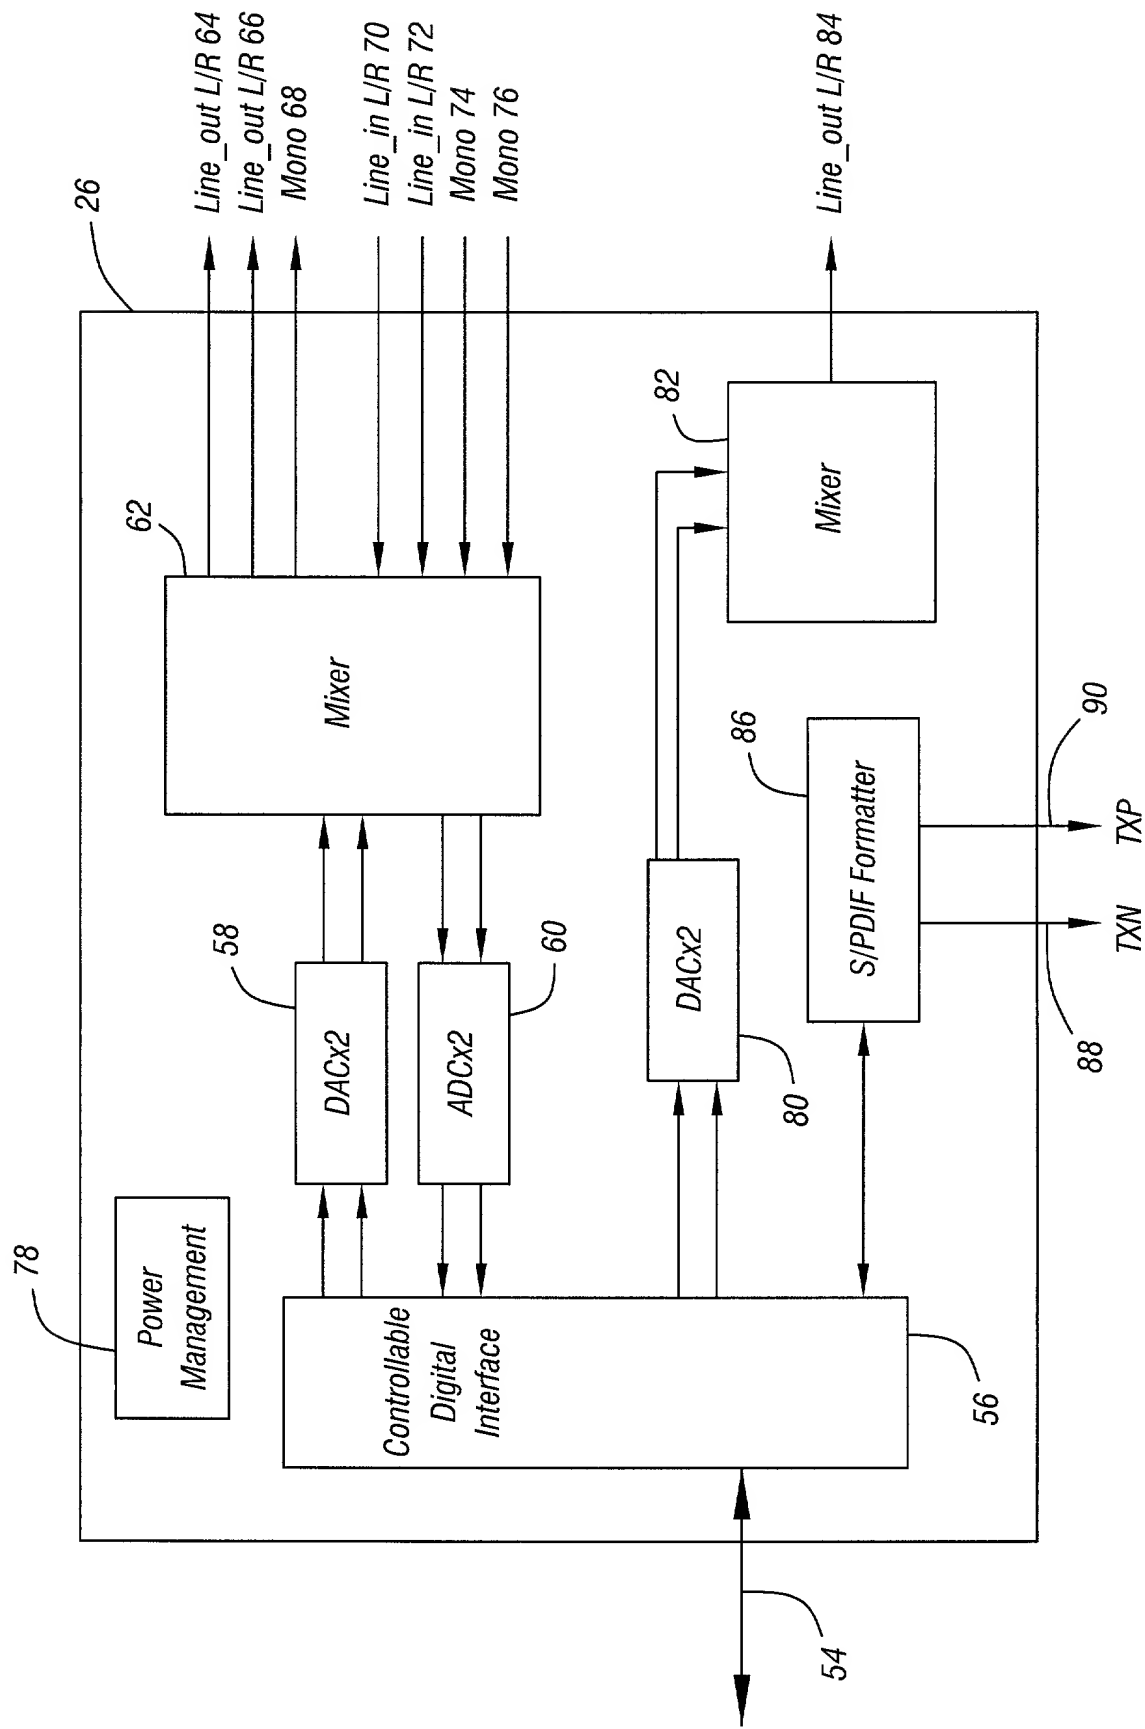 26
Line_out L/R 64
Line_out L/R 66
Mono 68
Line_in L/R 70
Line_in L/R 72
Mono 74
Mono 76
Line_out L/R 84
62
Mixer
82
Mixer
58
DACx2
60
ADCx2
80
DACx2
86
S/PDIF Formatter
90
TXP
88
TXN
78
Power
Management
Controllable
Digital
Interface
56
54